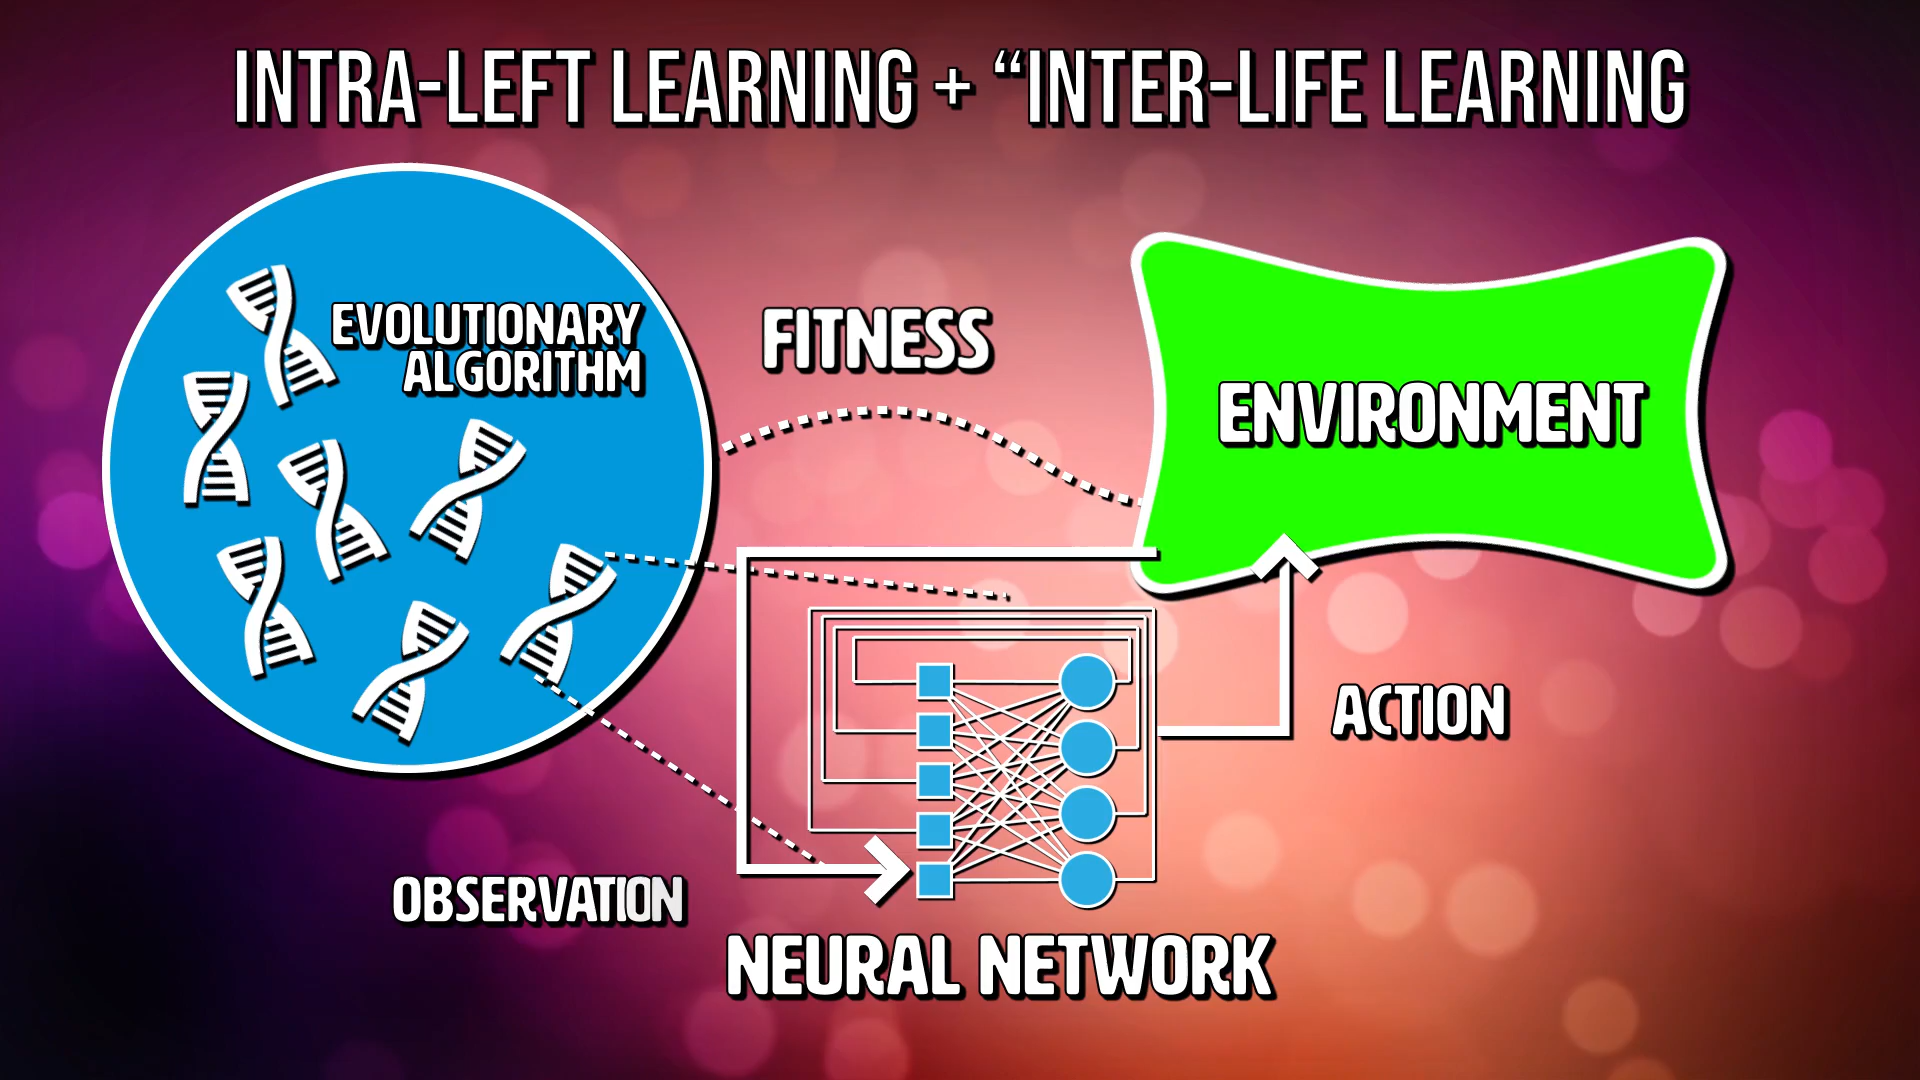 INTRA-LEFT LEARNING + “INTER-LIFE LEARNING
EVOLUTIONARY
ALGORITHM
FITNESS
ENVIRONMENT
ACTION
OBSERVATION
NEURAL NETWORK